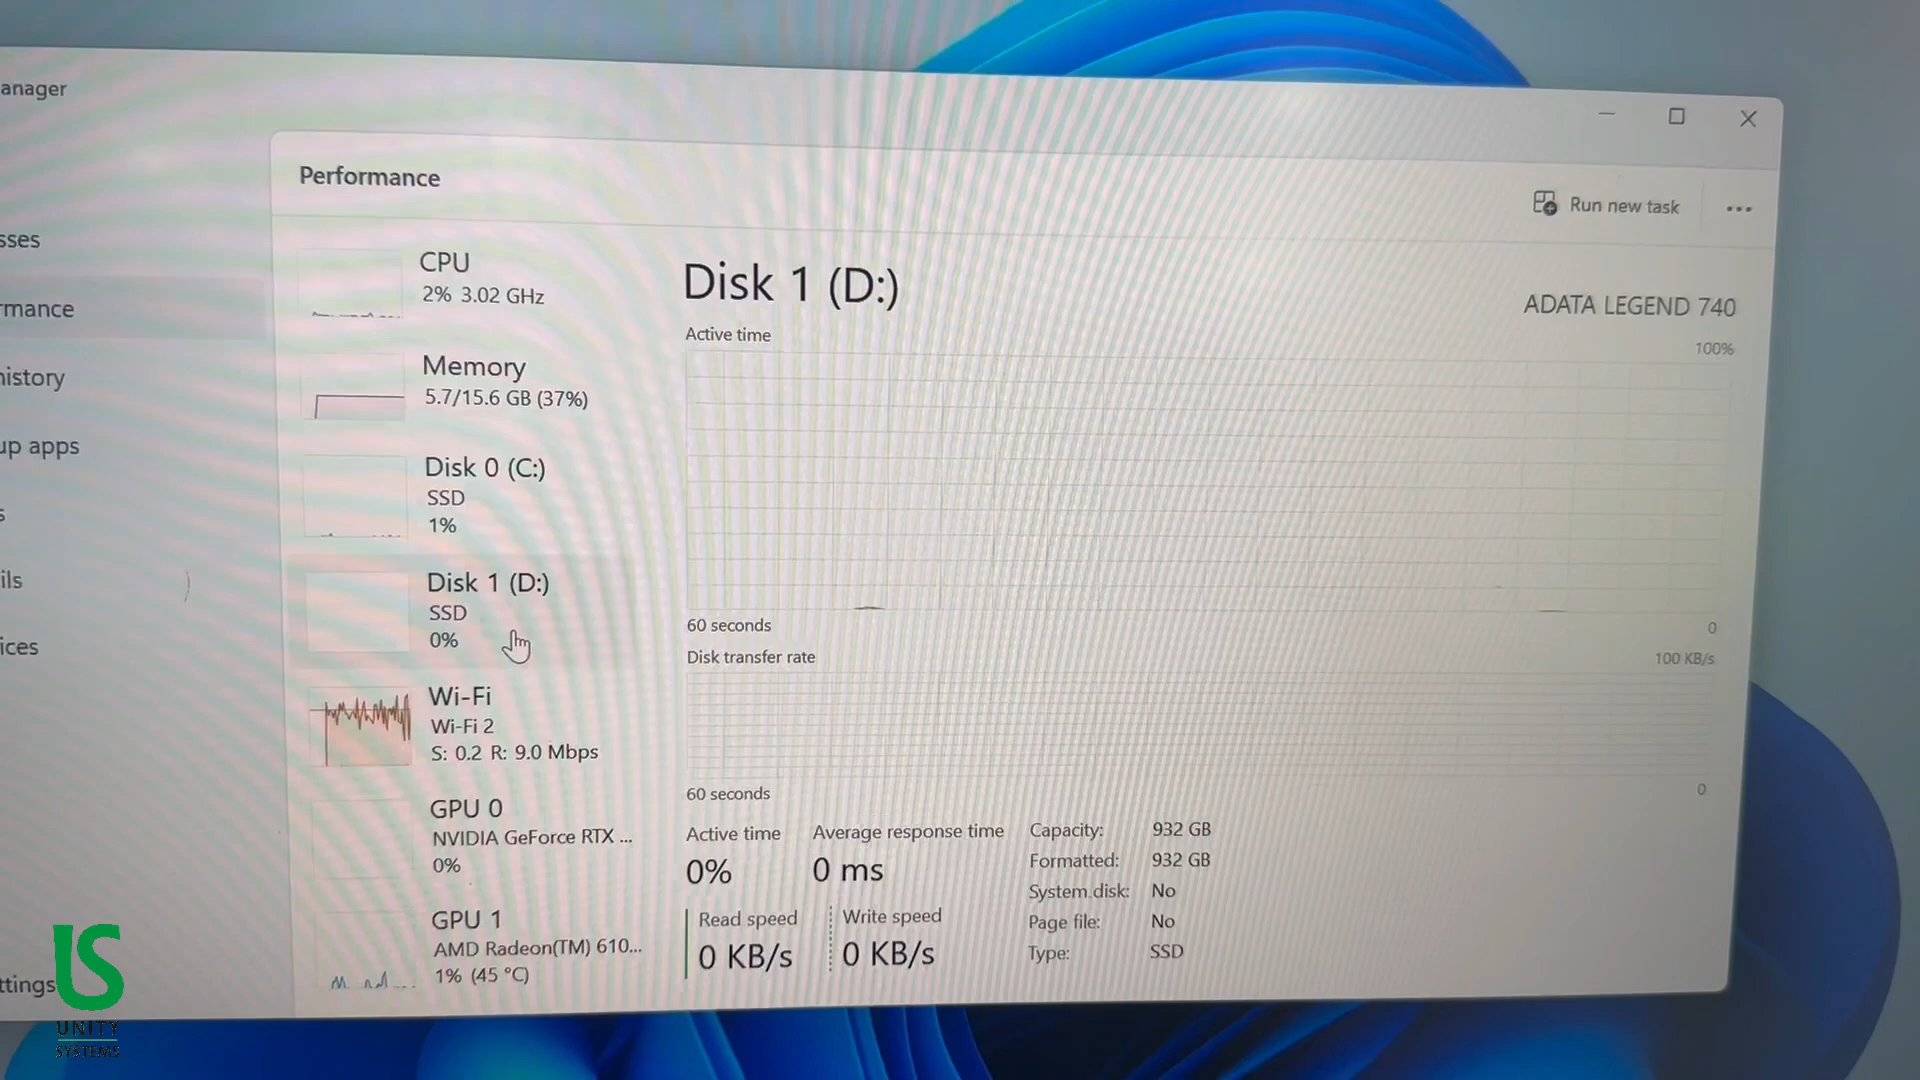 anager
Performance
Run new task
sses
rmance
history
up apps
s
ils
ices
ttings
CPU
2% 3.02 GHz
Memory
5.7/15.6 GB (37%)
Disk 0 (C:)
SSD
1%
Disk 1 (D:)
SSD
0%
Wi-Fi
Wi-Fi 2
S: 0.2 R: 9.0 Mbps
GPU 0
NVIDIA GeForce RTX ...
0%
GPU 1
AMD Radeon(TM) 610...
1% (45 °C)
Disk 1 (D:)
ADATA LEGEND 740
Active time
100%
60 seconds
0
Disk transfer rate
100 KB/s
60 seconds
0
Active time
0%
Average response time
0 ms
Read speed
0 KB/s
Write speed
0 KB/s
Capacity: 932 GB
Formatted: 932 GB
System disk: No
Page file: No
Type: SSD
US
UNITY
SYSTEMS